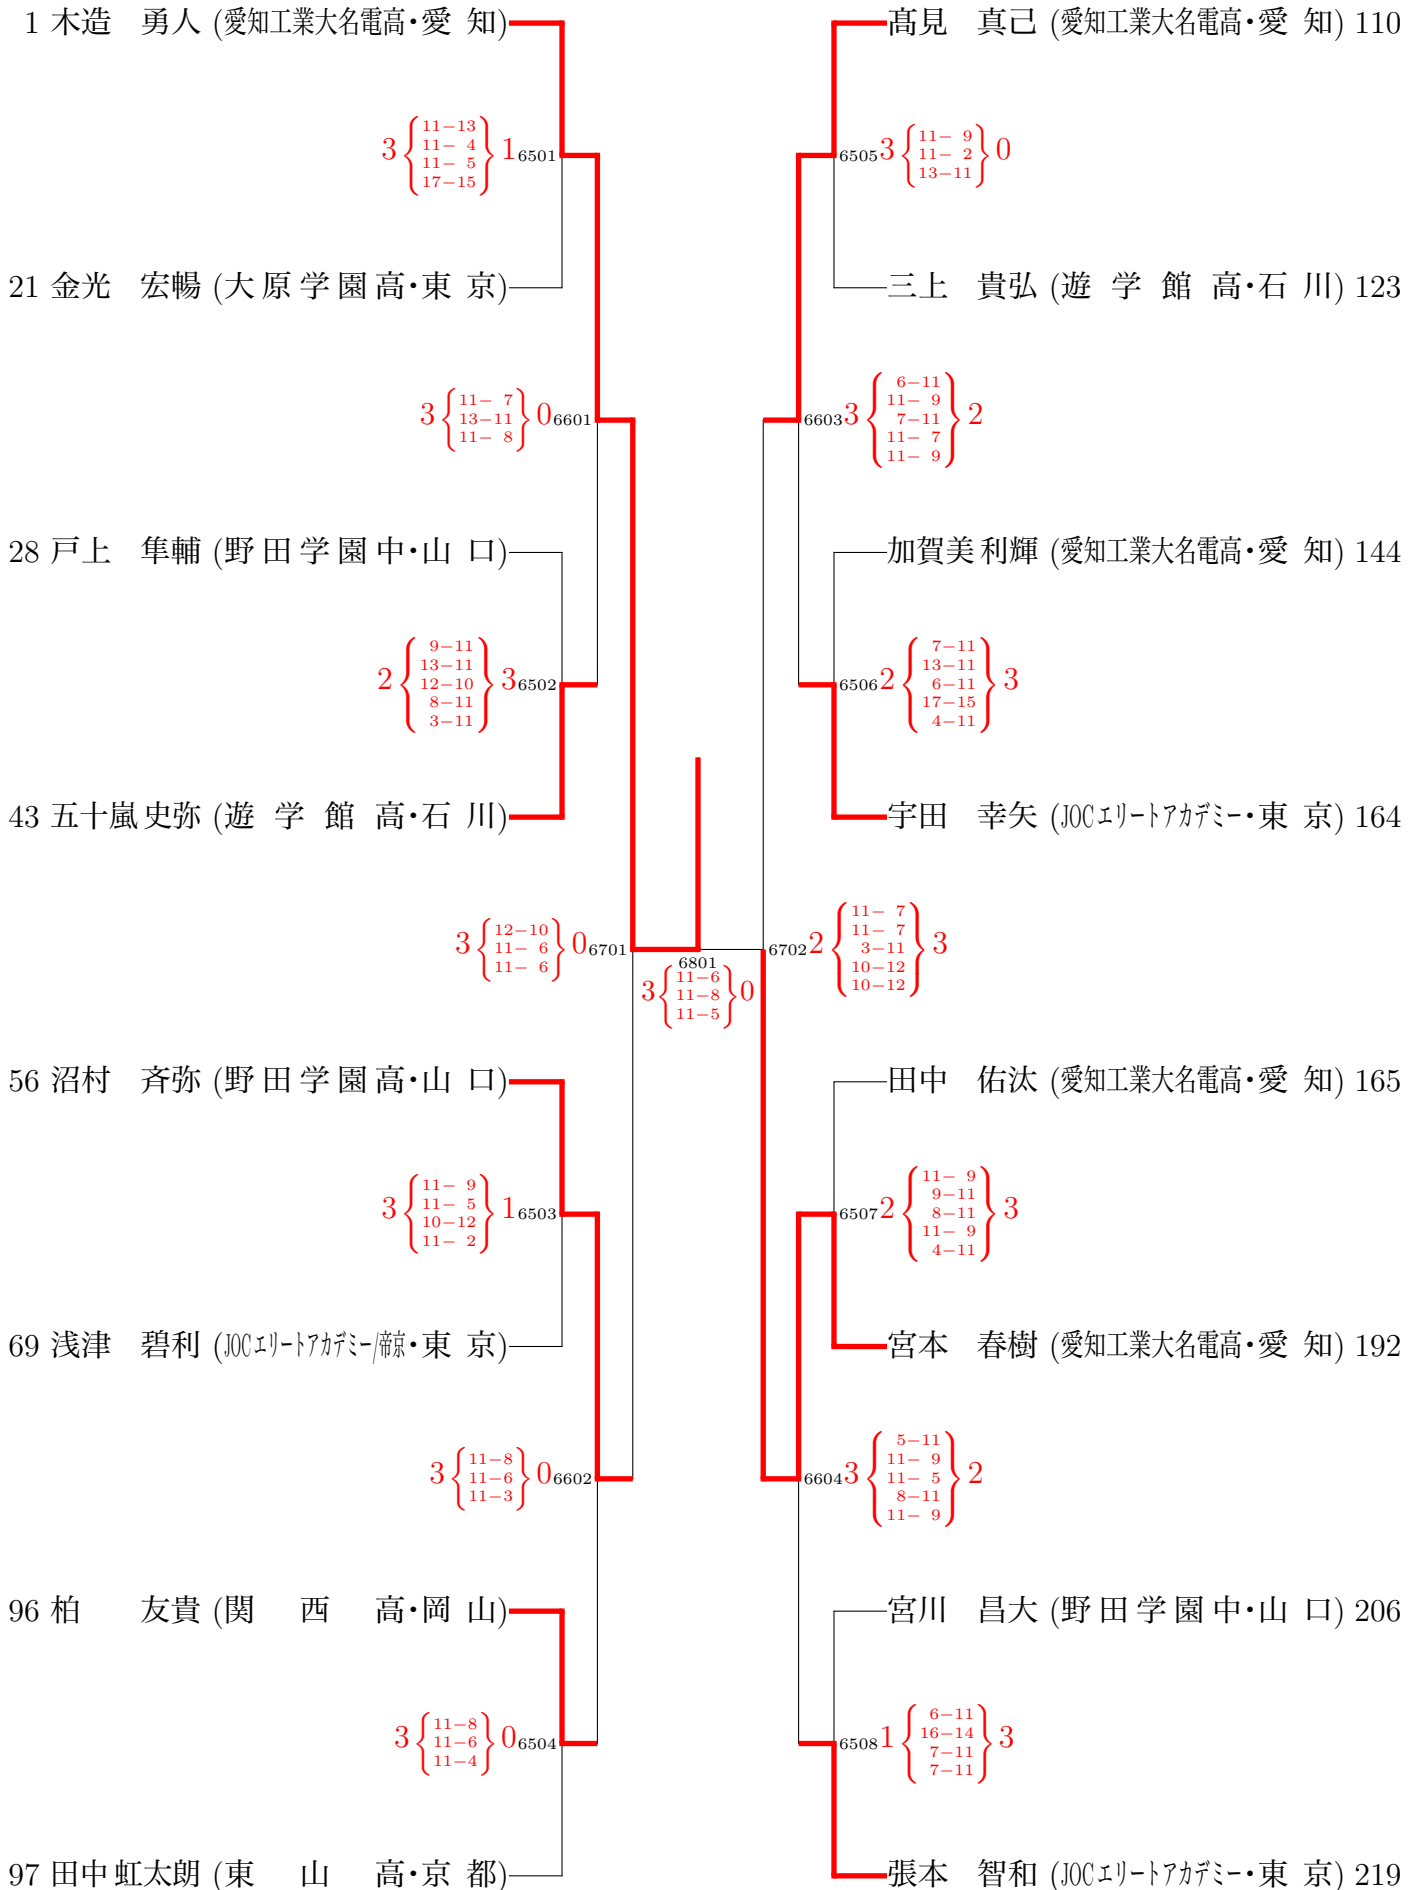 1 木造 勇人 (愛知工業大名電高・愛 知)
3 11-13 11- 4 11- 5 17-15 1 6501
21 金光 宏暢 (大原学園高・東 京)
3 11- 7 13-11 11- 8 0 6601
28 戸上 隼輔 (野田学園中・山 口)
2 9-11 13-11 12-10 8-11 3-11 3 6502
43 五十嵐史弥 (遊学館高・石 川)
3 12-10 11- 6 11- 6 0 6701
56 沼村 斉弥 (野田学園高・山 口)
3 11- 9 11- 5 10-12 11- 2 1 6503
69 浅津 碧利 (JOCエリートアカデミー/帝京・東 京)
3 11-8 11-6 11-3 0 6602
96 柏 友貴 (関西高・岡 山)
3 11-8 11-6 11-4 0 6504
97 田中虹太朗 (東山高・京 都)
6801
3 11-6 11-8 11-5 0
髙見 真己 (愛知工業大名電高・愛 知) 110
6505 3 11- 9 11- 2 13-11 0
三上 貴弘 (遊学館高・石 川) 123
6603 3 6-11 11- 9 7-11 11- 7 11- 9 2
加賀美利輝 (愛知工業大名電高・愛 知) 144
6506 2 7-11 13-11 6-11 17-15 4-11 3
宇田 幸矢 (JOCエリートアカデミー・東 京) 164
6702 2 11- 7 11- 7 3-11 10-12 10-12 3
田中 佑汰 (愛知工業大名電高・愛 知) 165
6507 2 11- 9 9-11 8-11 11- 9 4-11 3
宮本 春樹 (愛知工業大名電高・愛 知) 192
6604 3 5-11 11- 9 11- 5 8-11 11- 9 2
宮川 昌大 (野田学園中・山 口) 206
6508 1 6-11 16-14 7-11 7-11 3
張本 智和 (JOCエリートアカデミー・東 京) 219